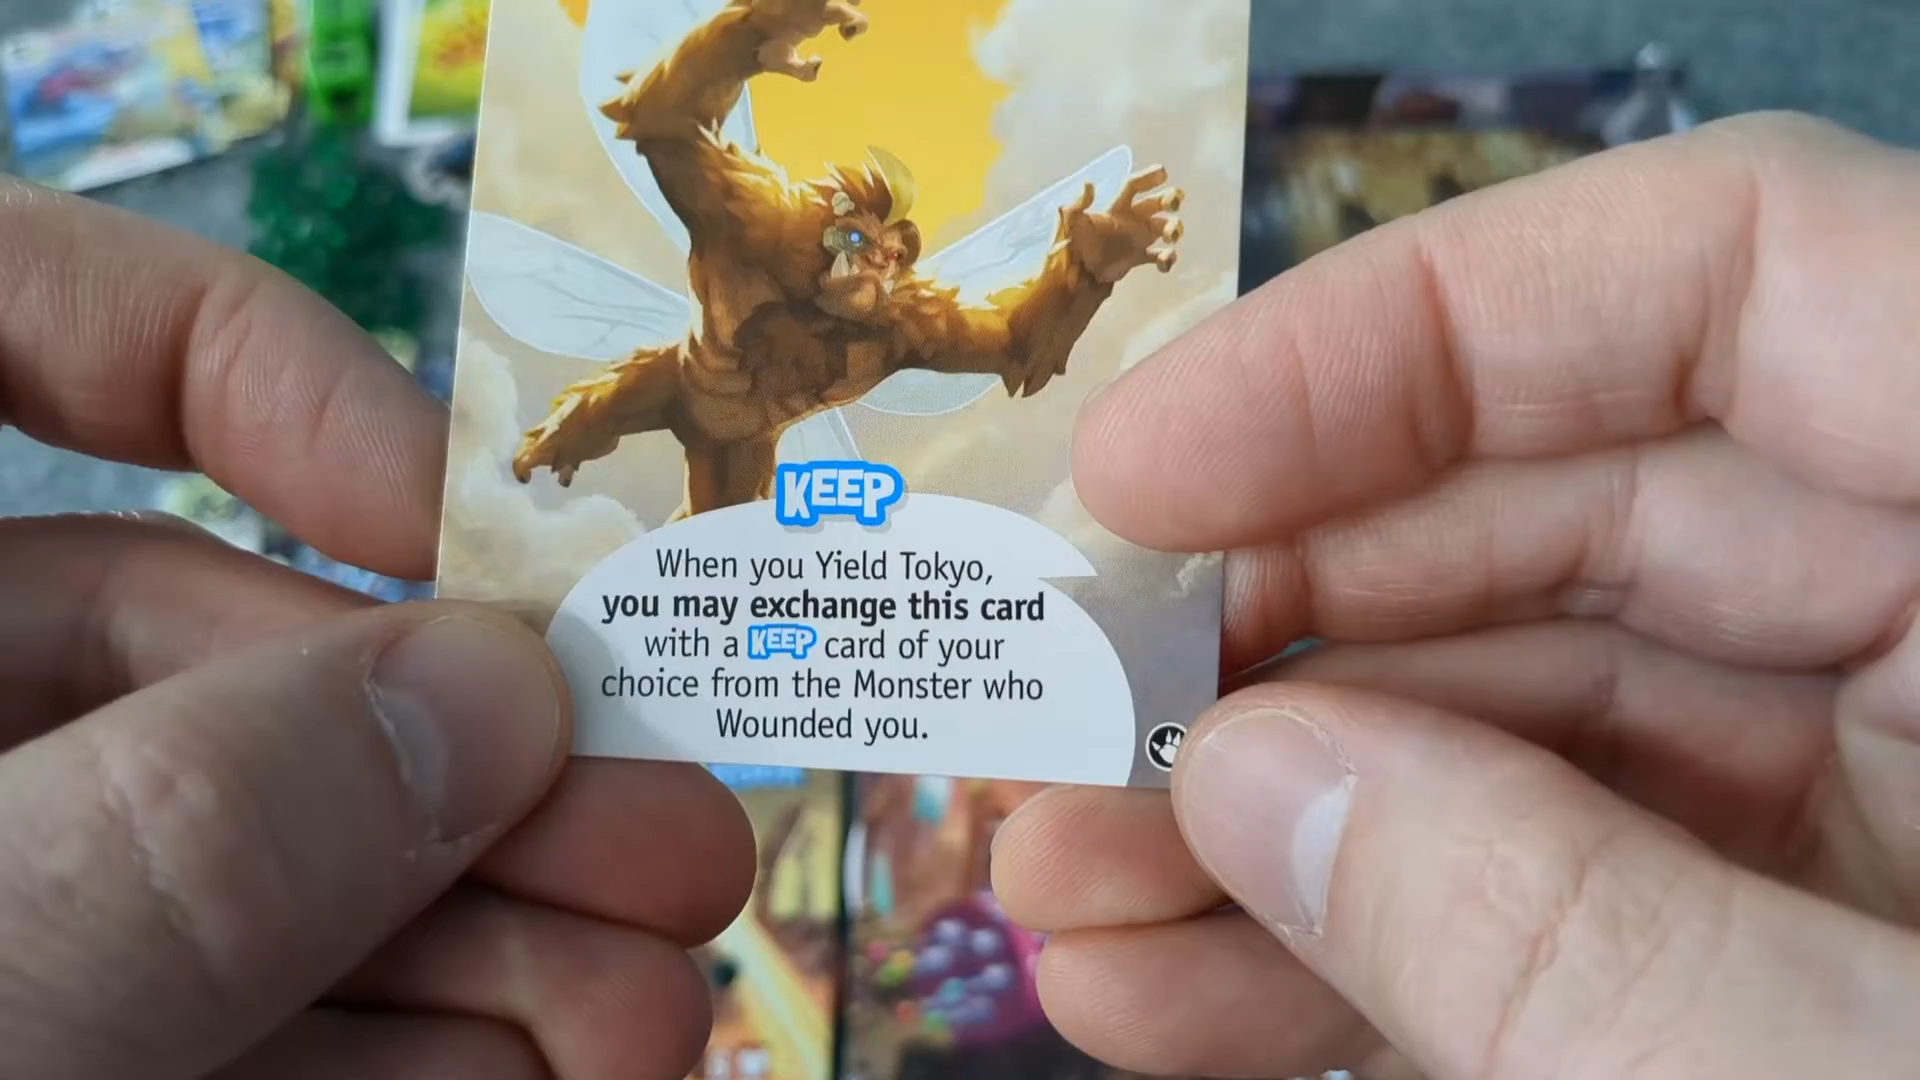 KEEP
When you Yield Tokyo,
you may exchange this card
with a KEEP card of your
choice from the Monster who
Wounded you.